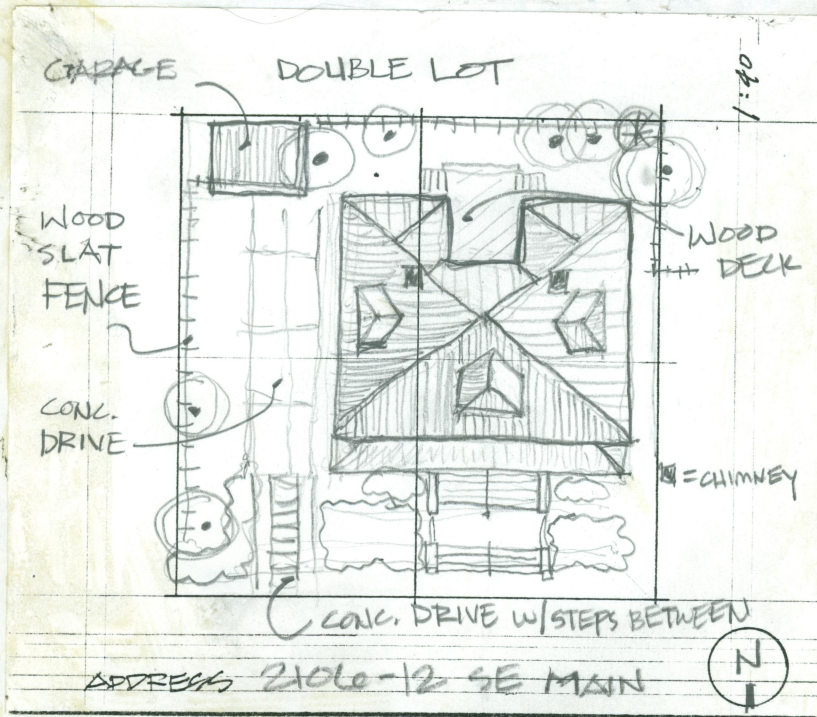 GARAGE
DOUBLE LOT
1:40
WOOD
SLAT
FENCE
WOOD
DECK
CONC.
DRIVE
= CHIMNEY
CONC. DRIVE W/STEPS BETWEEN
ADDRESS 2106-12 SE MAIN
N